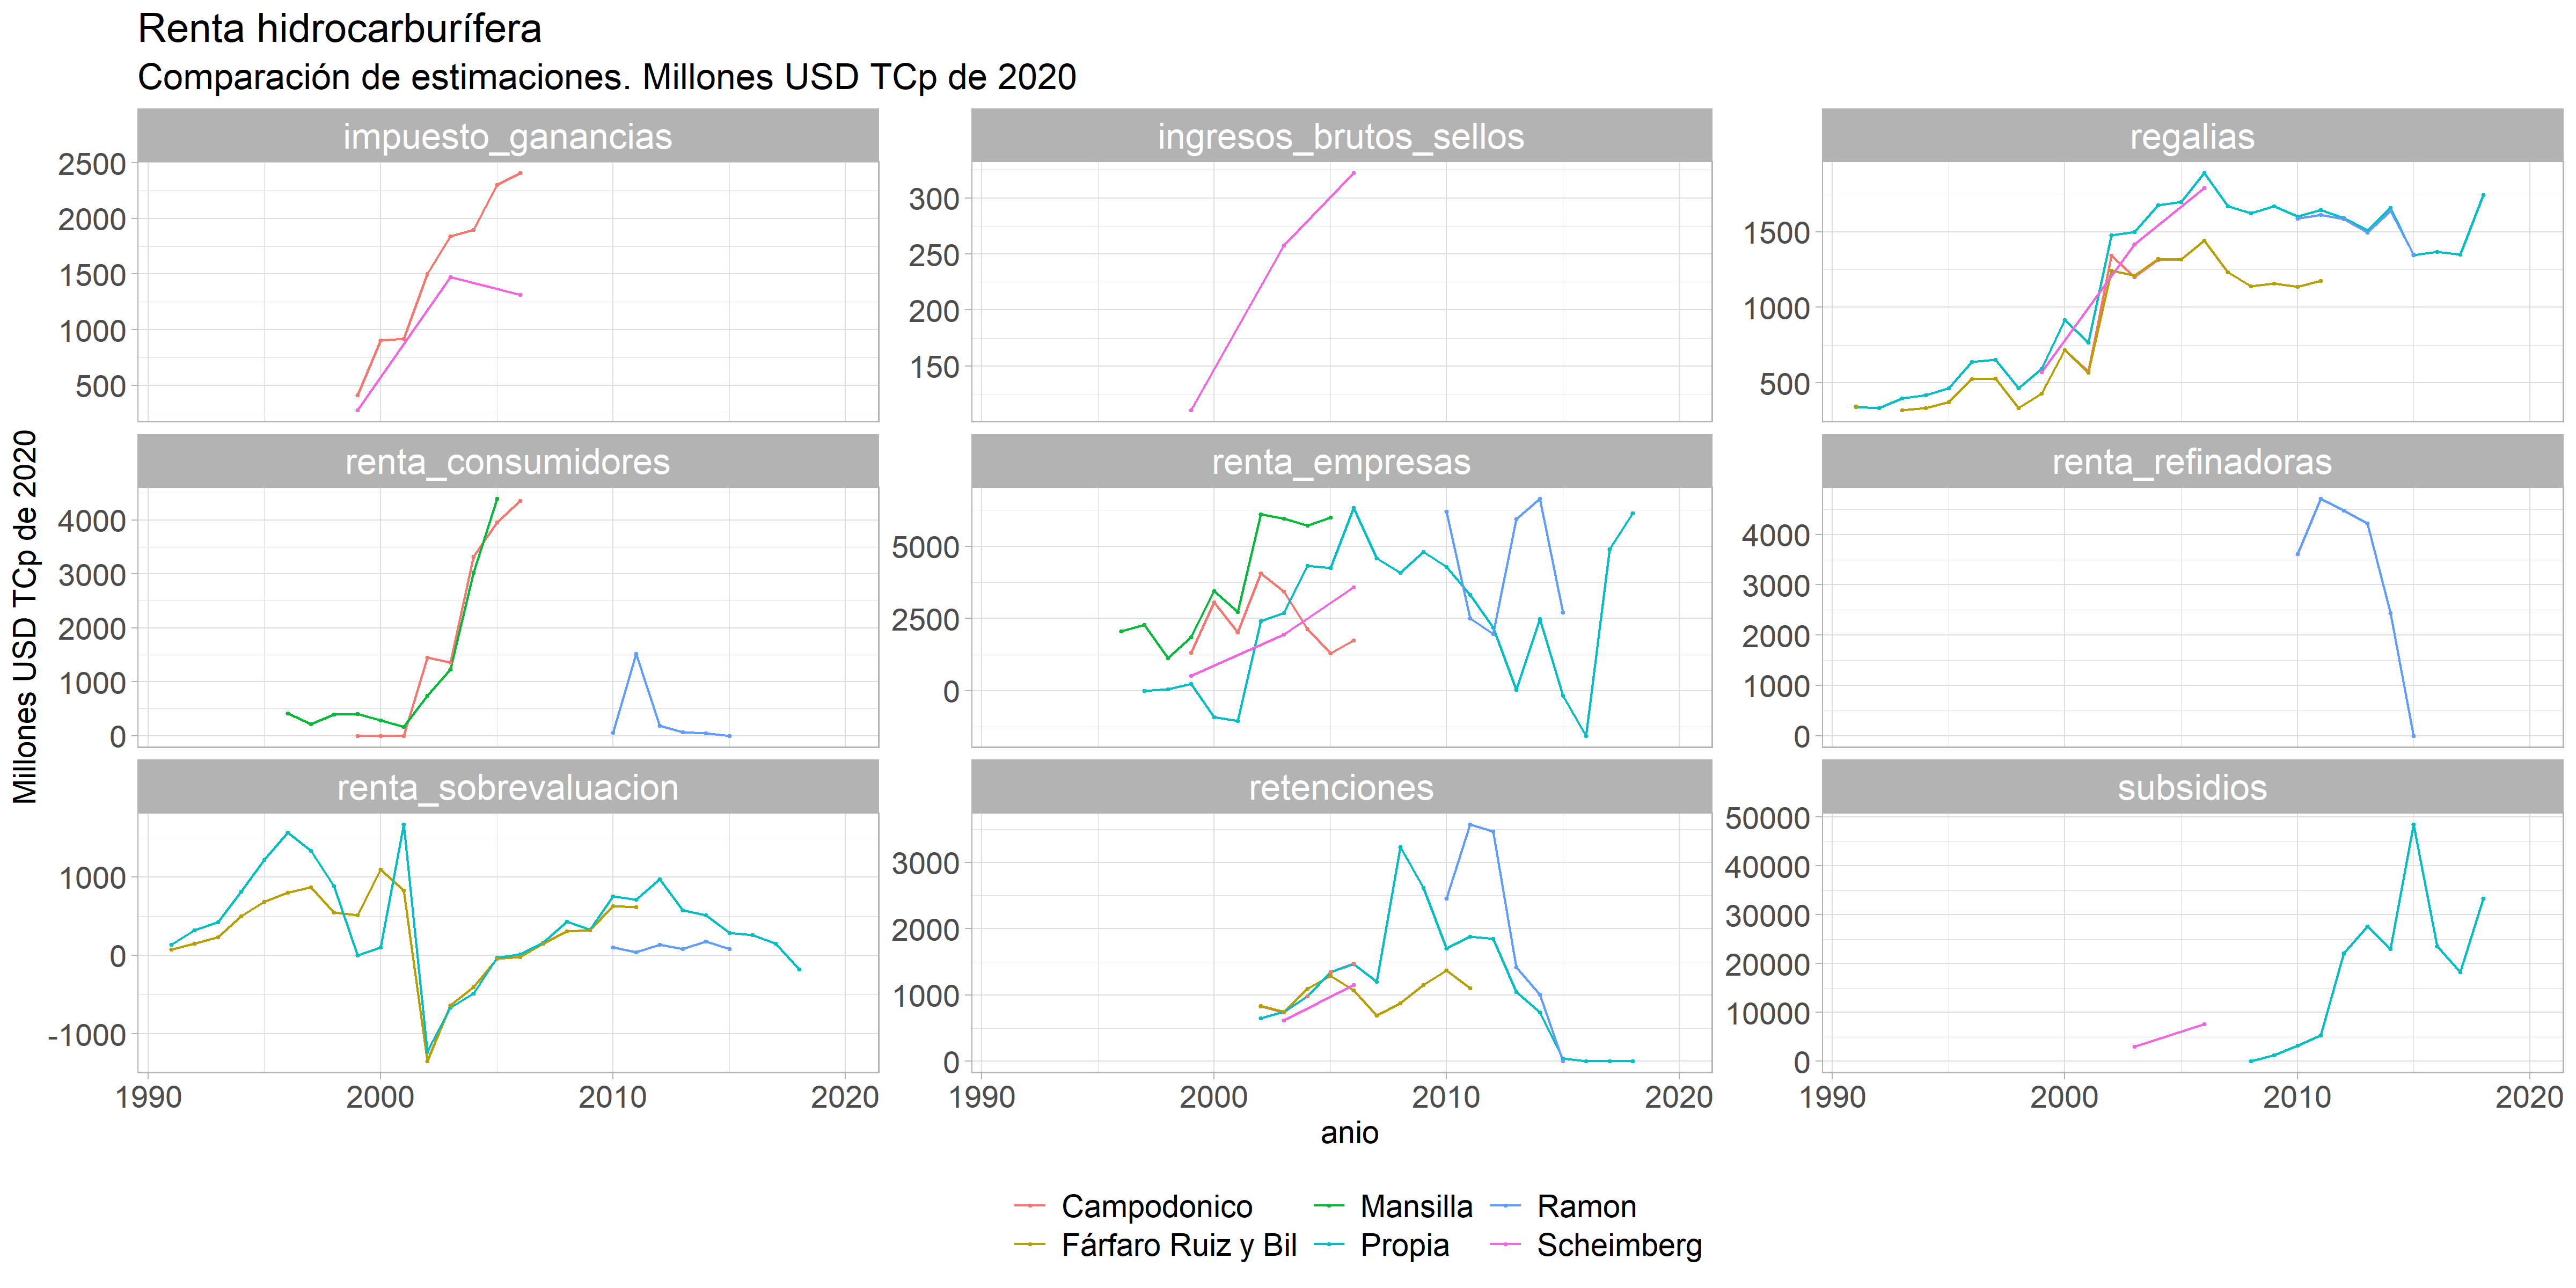 Renta hidrocarburífera
Comparación de estimaciones. Millones USD TCp de 2020
impuesto_ganancias
ingresos_brutos_sellos
regalias
2500
2000
1500
1000
500
300
250
200
150
1500
1000
500
renta_consumidores
renta_empresas
renta_refinadoras
4000
3000
2000
1000
0
5000
2500
0
4000
3000
2000
1000
0
renta_sobrevaluacion
retenciones
subsidios
1000
0
-1000
3000
2000
1000
0
50000
40000
30000
20000
10000
0
1990 2000 2010 2020
1990 2000 2010 2020
1990 2000 2010 2020
Millones USD TCp de 2020
anio
Campodonico Mansilla Ramon
Fárfaro Ruiz y Bil Propia Scheimberg